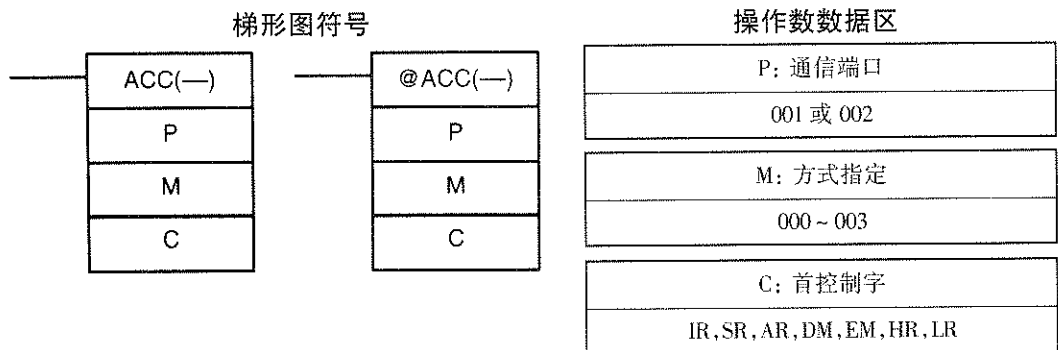 梯形图符号
ACC(—)
P
M
C
@ACC(—)
P
M
C
操作数数据区
P: 通信端口
001 或 002
M: 方式指定
000 ~ 003
C: 首控制字
IR,SR,AR,DM,EM,HR,LR